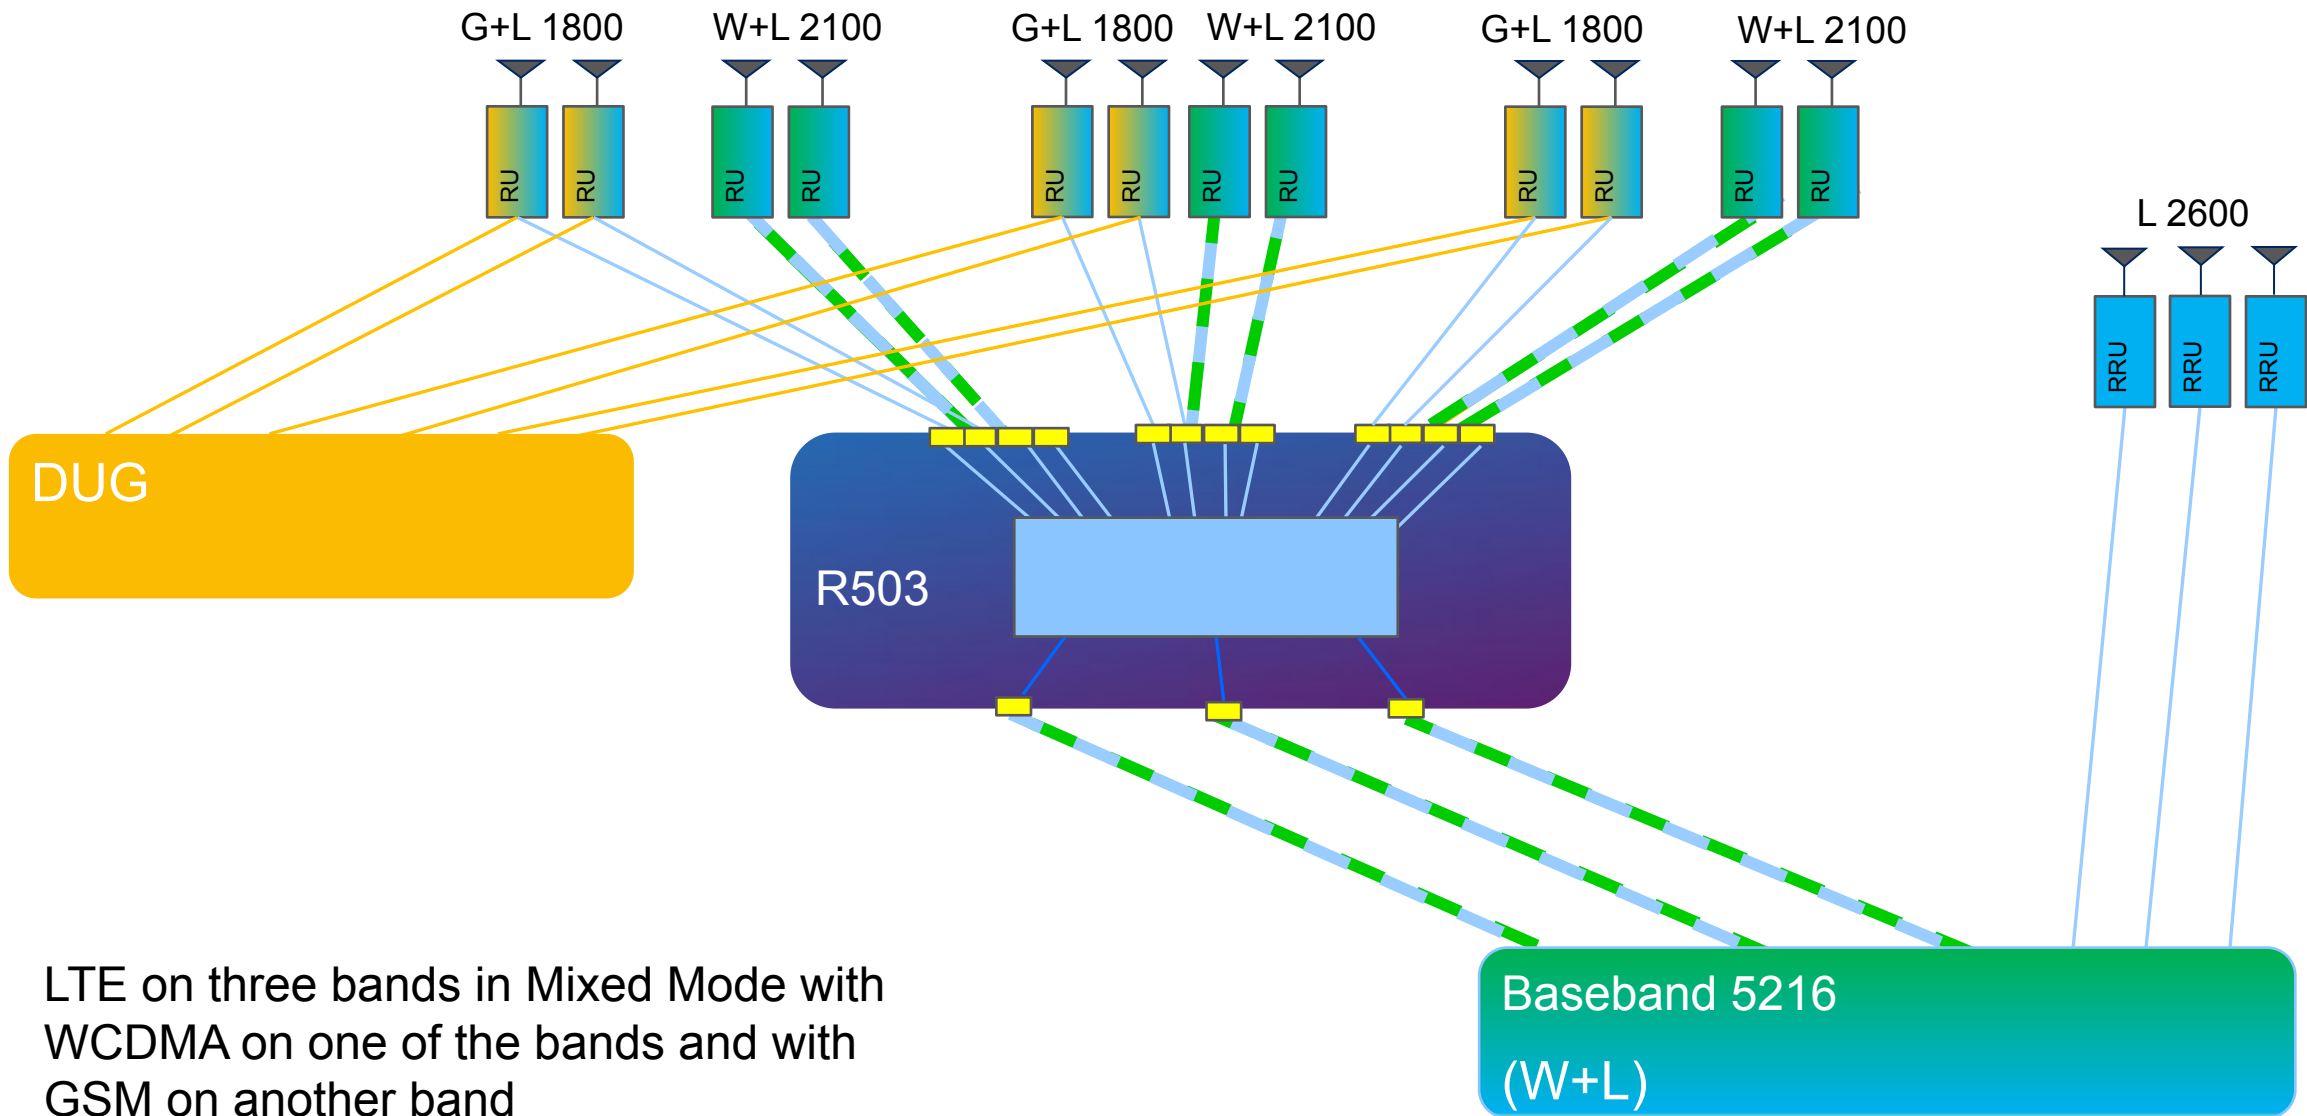 G+L 1800
W+L 2100
G+L 1800
W+L 2100
G+L 1800
W+L 2100
RU
RU
RU
RU
RU
RU
RU
RU
RU
RU
RU
RU
L 2600
RRU
RRU
RRU
DUG
R503
Baseband 5216
(W+L)
LTE on three bands in Mixed Mode with
WCDMA on one of the bands and with
GSM on another band